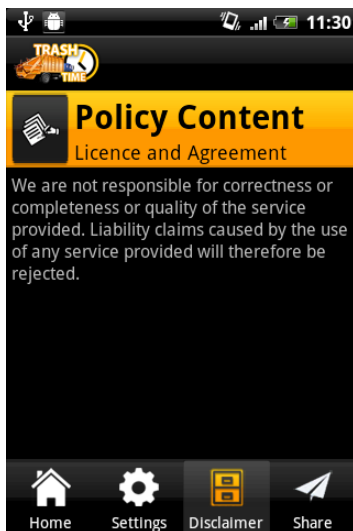 11:30
TRASH
TIME
Policy Content
Licence and Agreement
We are not responsible for correctness or
completeness or quality of the service
provided. Liability claims caused by the use
of any service provided will therefore be
rejected.
Home Settings Disclaimer Share